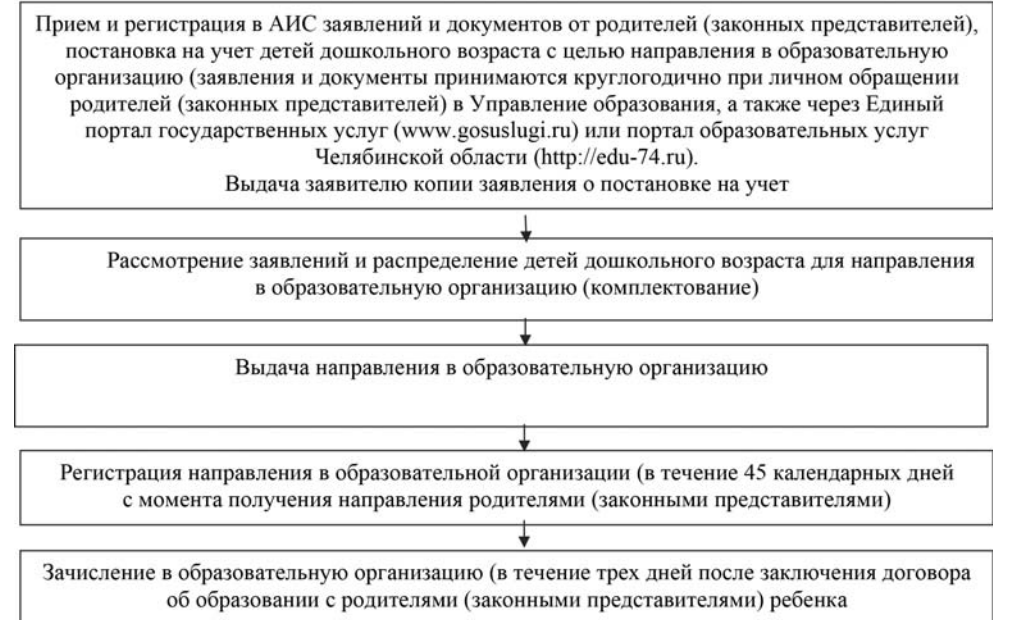 Прием и регистрация в АИС заявлений и документов от родителей (законных представителей),
постановка на учет детей дошкольного возраста с целью направления в образовательную
организацию (заявления и документы принимаются круглогодично при личном обращении
родителей (законных представителей) в Управление образования, а также через Единый
портал государственных услуг (www.gosuslugi.ru) или портал образовательных услуг
Челябинской области (http://edu-74.ru).
Выдача заявителю копии заявления о постановке на учет
Рассмотрение заявлений и распределение детей дошкольного возраста для направления
в образовательную организацию (комплектование)
Выдача направления в образовательную организацию
Регистрация направления в образовательной организации (в течение 45 календарных дней
с момента получения направления родителями (законными представителями)
Зачисление в образовательную организацию (в течение трех дней после заключения договора
об образовании с родителями (законными представителями) ребенка